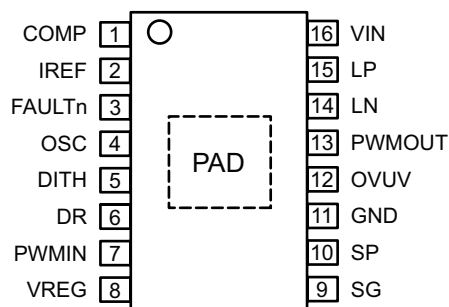 COMP 1 16 VIN
IREF 2 15 LP
FAULTn 3 14 LN
OSC 4 13 PWMOUT
DITH 5 PAD 12 OVUV
DR 6 11 GND
PWMIN 7 10 SP
VREG 8 9 SG